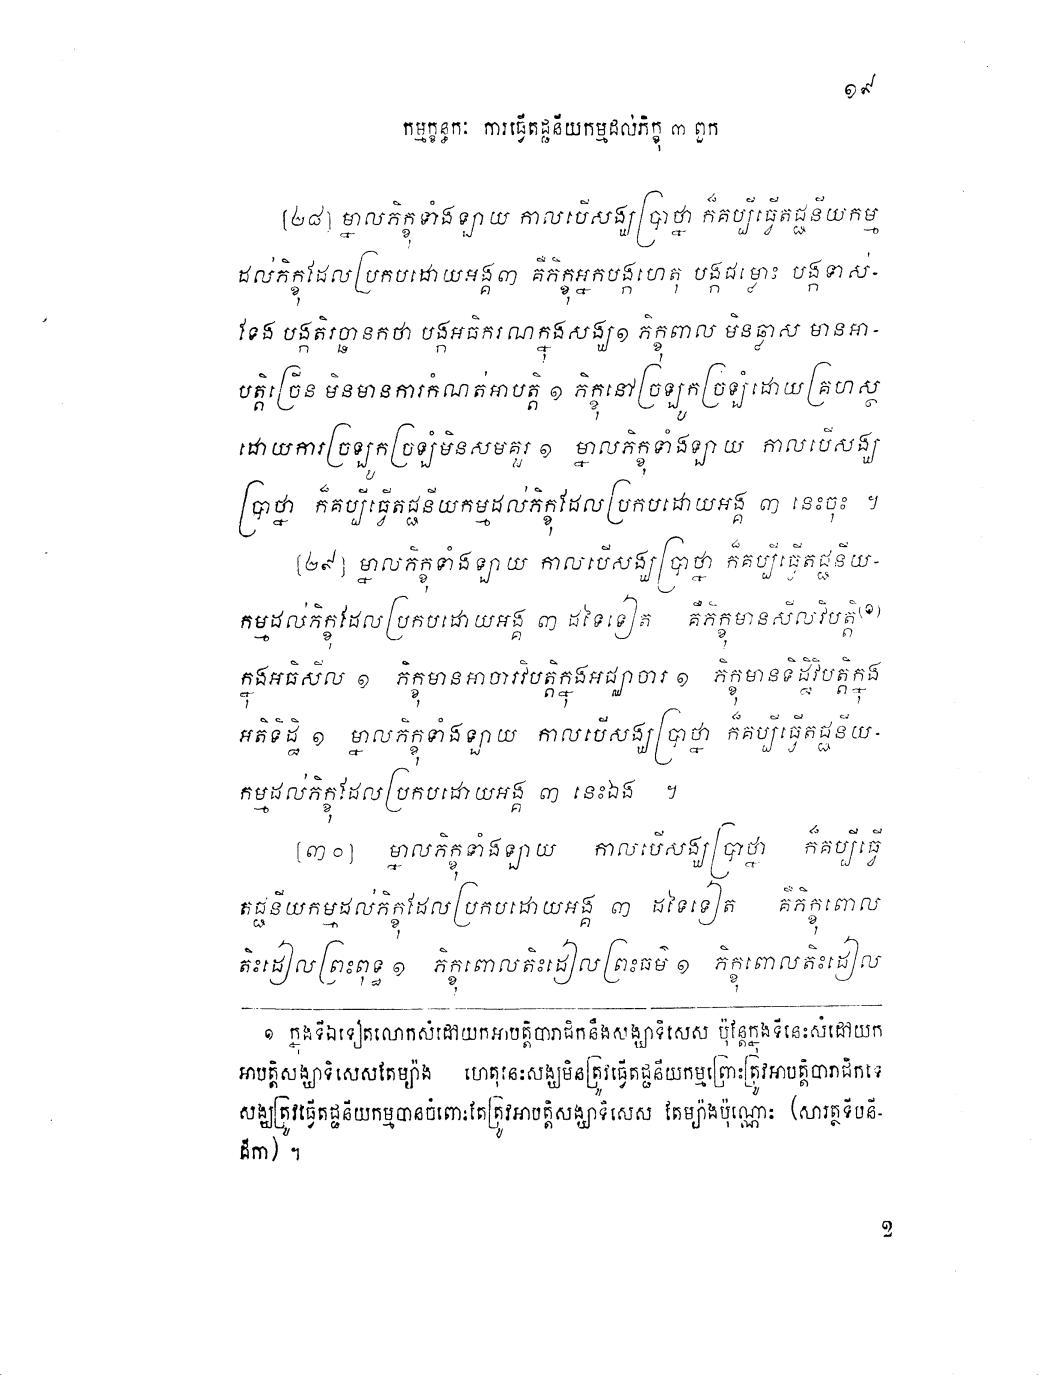 ១៩
កម្មក្ខន្ធកៈ ការធ្វើតជ្ជនីយកម្មដល់ភិក្ខុ ៣ ពួក
[២៨] ម្នាលភិក្ខុទាំងឡាយ កាលបើសង្ឃប្រាថ្នា ក៏គប្បីធ្វើតជ្ជនីយកម្ម
ដល់ភិក្ខុដែលប្រកបដោយអង្គ៣ គឺភិក្ខុអ្នកបង្កហេតុ បង្កជម្លោះ បង្កទាស់-
ទែង បង្កតិរច្ឆានកថា បង្កអធិករណក្នុងសង្ឃ១ ភិក្ខុពាល មិនឆ្លាស មានអា-
បត្តិច្រើន មិនមានការកំណត់អាបត្តិ ១ ភិក្ខុនៅច្រឡូកច្រឡំដោយគ្រហស្ថ
ដោយការច្រឡូកច្រឡំមិនសមគួរ ១ ម្នាលភិក្ខុទាំងឡាយ កាលបើសង្ឃ
ប្រាថ្នា ក៏គប្បីធ្វើតជ្ជនីយកម្មដល់ភិក្ខុដែលប្រកបដោយអង្គ ៣ នេះចុះ ។
[២៩] ម្នាលភិក្ខុទាំងឡាយ កាលបើសង្ឃប្រាថ្នា ក៏គប្បីធ្វើតជ្ជនីយ-
កម្មដល់ភិក្ខុដែលប្រកបដោយអង្គ ៣ ដទៃទៀត គឺភិក្ខុមានសីលវិបត្តិ(១)
ក្នុងអធិសីល ១ ភិក្ខុមានអាចារវិបត្តិក្នុងអជ្ឈាចារ ១ ភិក្ខុមានទិដ្ឋិវិបត្តិក្នុង
អតិទិដ្ឋិ ១ ម្នាលភិក្ខុទាំងឡាយ កាលបើសង្ឃប្រាថ្នា ក៏គប្បីធ្វើតជ្ជនីយ-
កម្មដល់ភិក្ខុដែលប្រកបដោយអង្គ ៣ នេះឯង ។
[៣០] ម្នាលភិក្ខុទាំងឡាយ កាលបើសង្ឃប្រាថ្នា ក៏គប្បីធ្វើ
តជ្ជនីយកម្មដល់ភិក្ខុដែលប្រកបដោយអង្គ ៣ ដទៃទៀត គឺភិក្ខុពោល
តិះដៀលព្រះពុទ្ធ ១ ភិក្ខុពោលតិះដៀលព្រះធម៌ ១ ភិក្ខុពោលតិះដៀល
១ ក្នុងទីឯទៀតលោកសំដៅយកអាបត្តិបារាជិកនឹងសង្ឃាទិសេស ប៉ុន្តែក្នុងទីនេះសំដៅយក
អាបត្តិសង្ឃាទិសេសតែម្យ៉ាង ហេតុនេះសង្ឃមិនត្រូវធ្វើតជ្ជនីយកម្មព្រោះត្រូវអាបត្តិបារាជិកទេ
សង្ឃត្រូវធ្វើតជ្ជនីយកម្មបានចំពោះតែត្រូវអាបត្តិសង្ឃាទិសេស តែម្យ៉ាងប៉ុណ្ណោះ (សារត្ថទីបនី-
ដីកា) ។
2